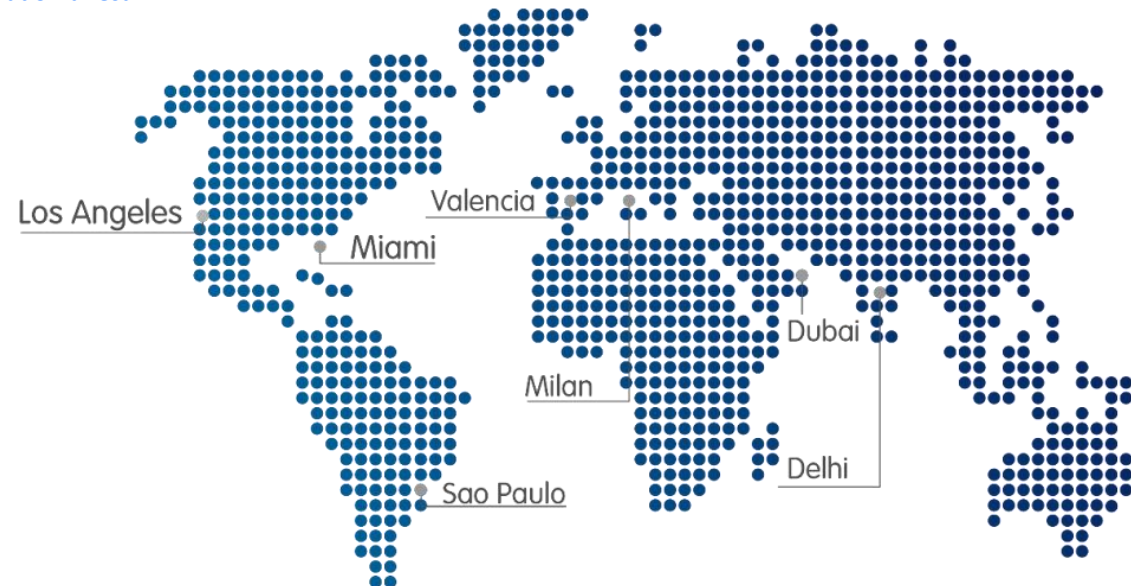 Los Angeles
Valencia
Miami
Dubai
Milan
Delhi
Sao Paulo